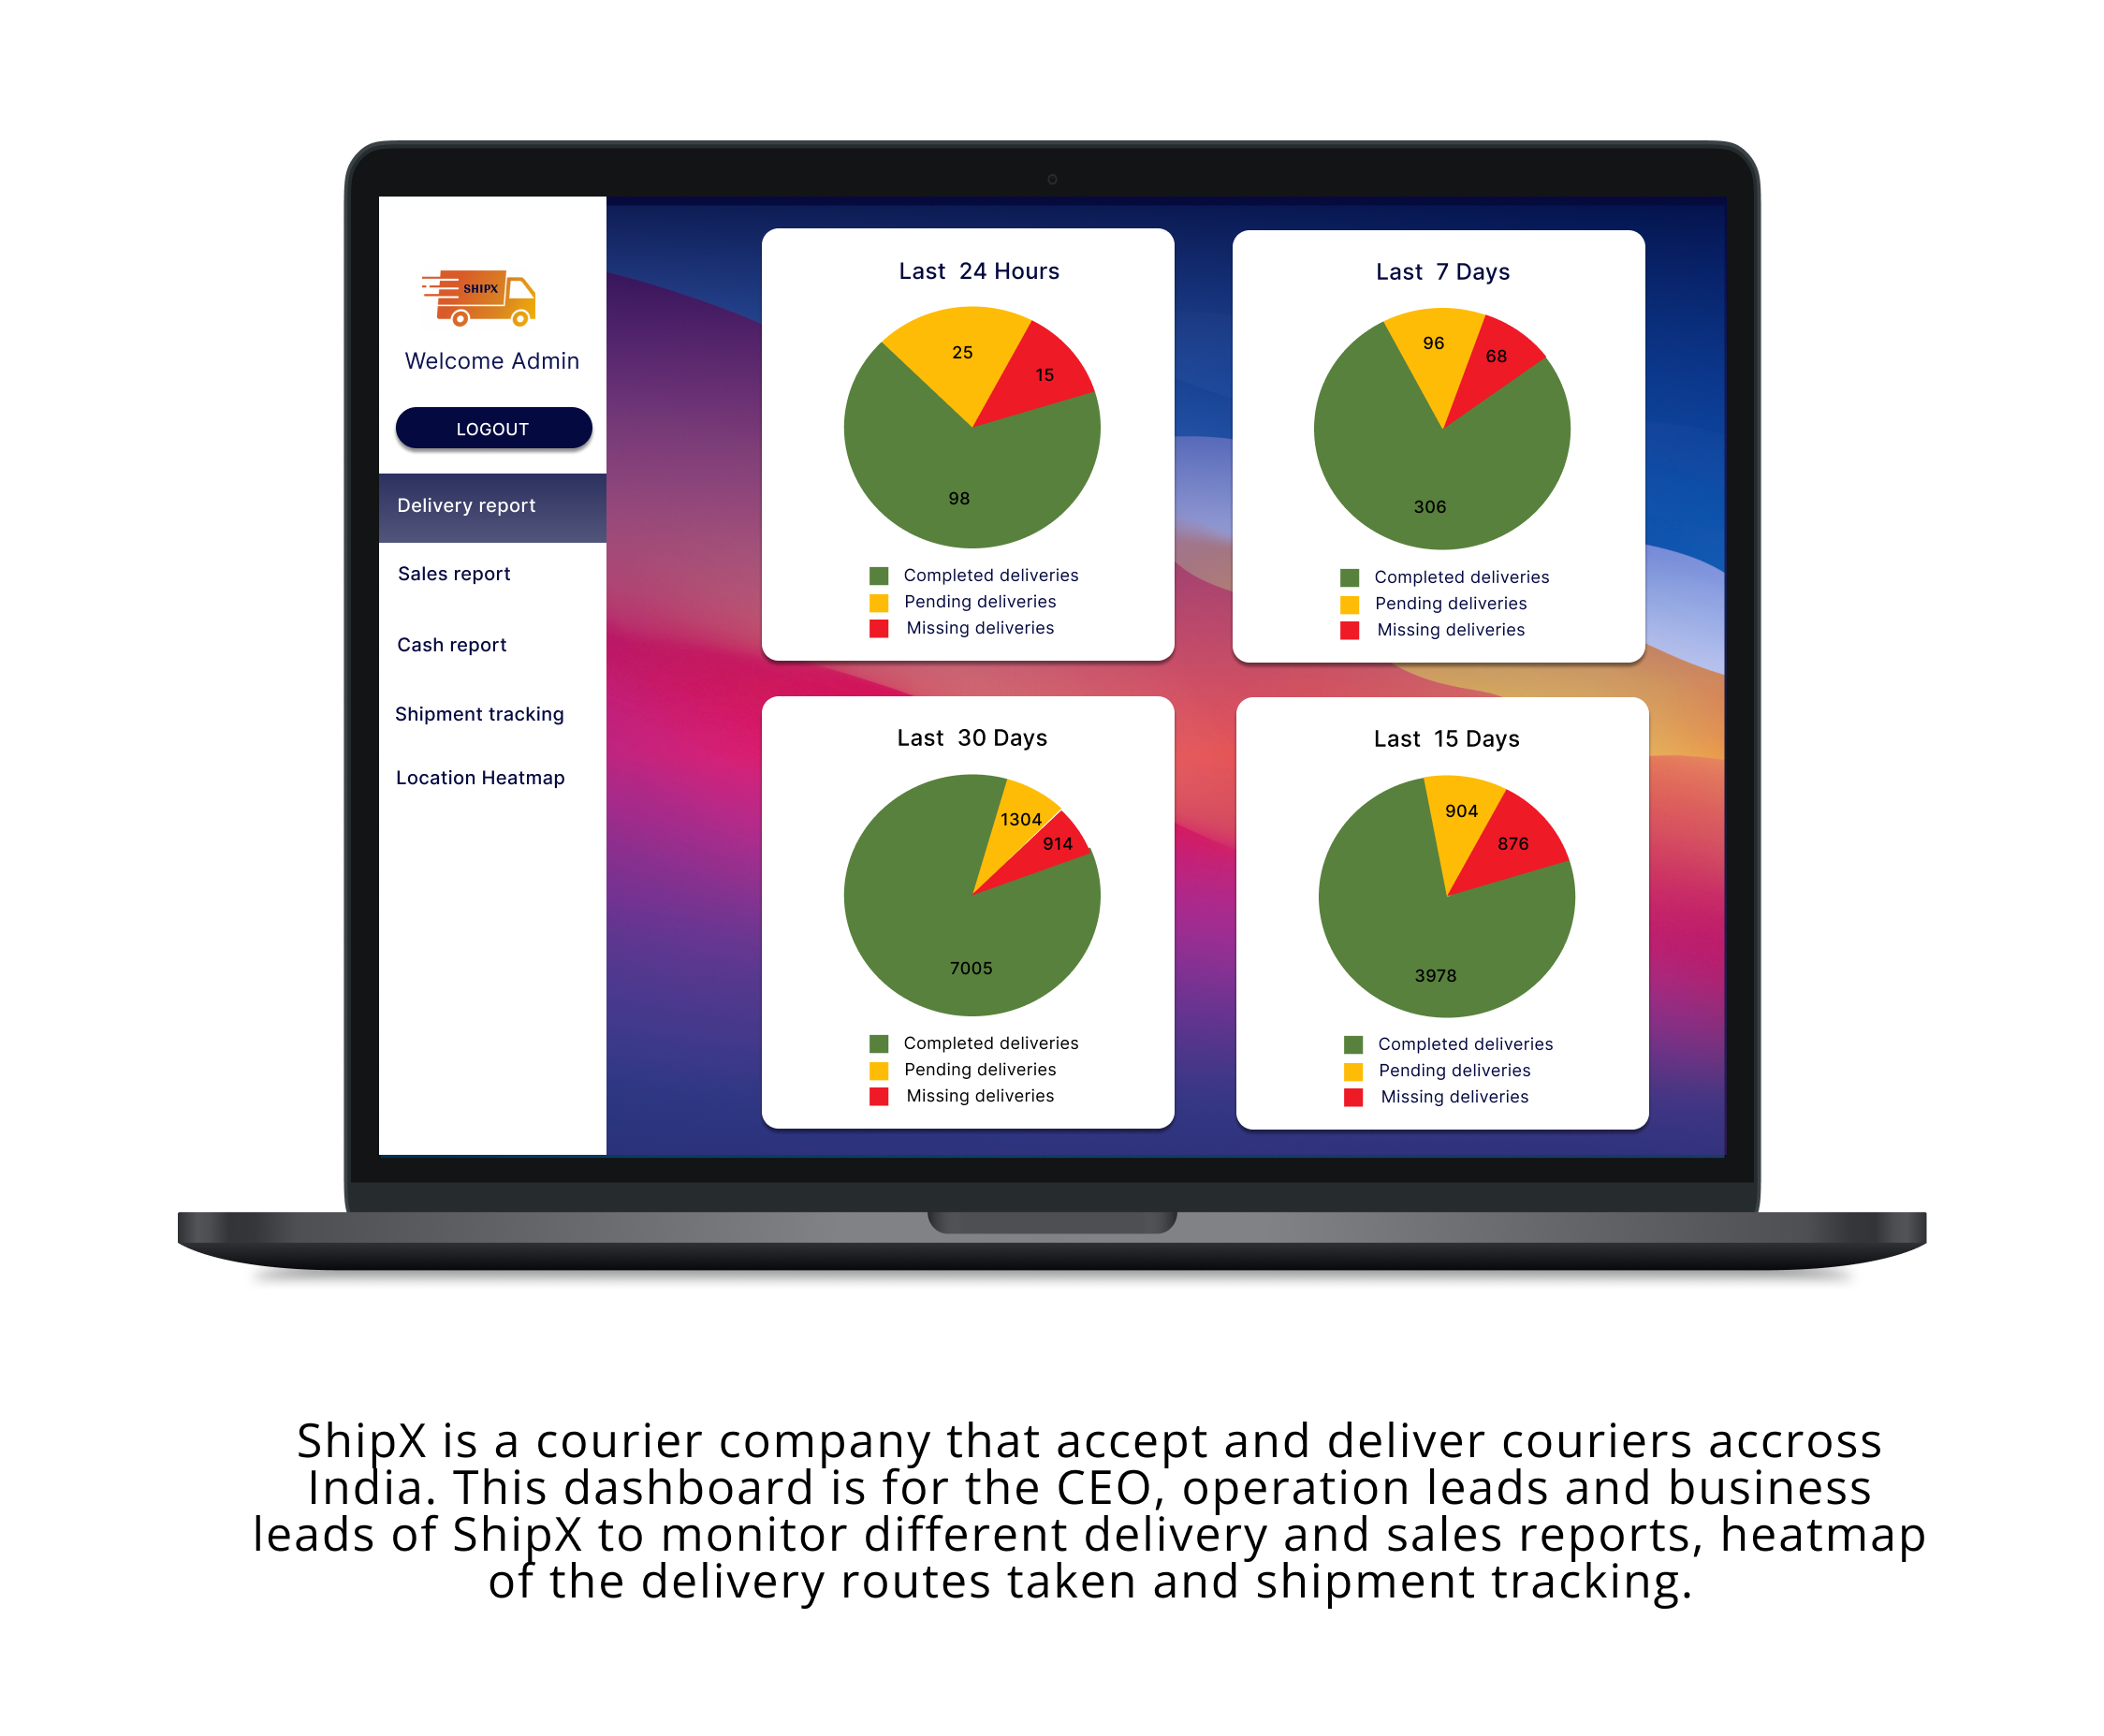 SHIPX
Welcome Admin
LOGOUT
Delivery report
Sales report
Cash report
Shipment tracking
Location Heatmap
Last 24 Hours
25
15
98
Completed deliveries
Pending deliveries
Missing deliveries
Last 7 Days
96
68
306
Completed deliveries
Pending deliveries
Missing deliveries
Last 30 Days
1304
914
7005
Completed deliveries
Pending deliveries
Missing deliveries
Last 15 Days
904
876
3978
Completed deliveries
Pending deliveries
Missing deliveries
ShipX is a courier company that accept and deliver couriers accross
India. This dashboard is for the CEO, operation leads and business
leads of ShipX to monitor different delivery and sales reports, heatmap
of the delivery routes taken and shipment tracking.